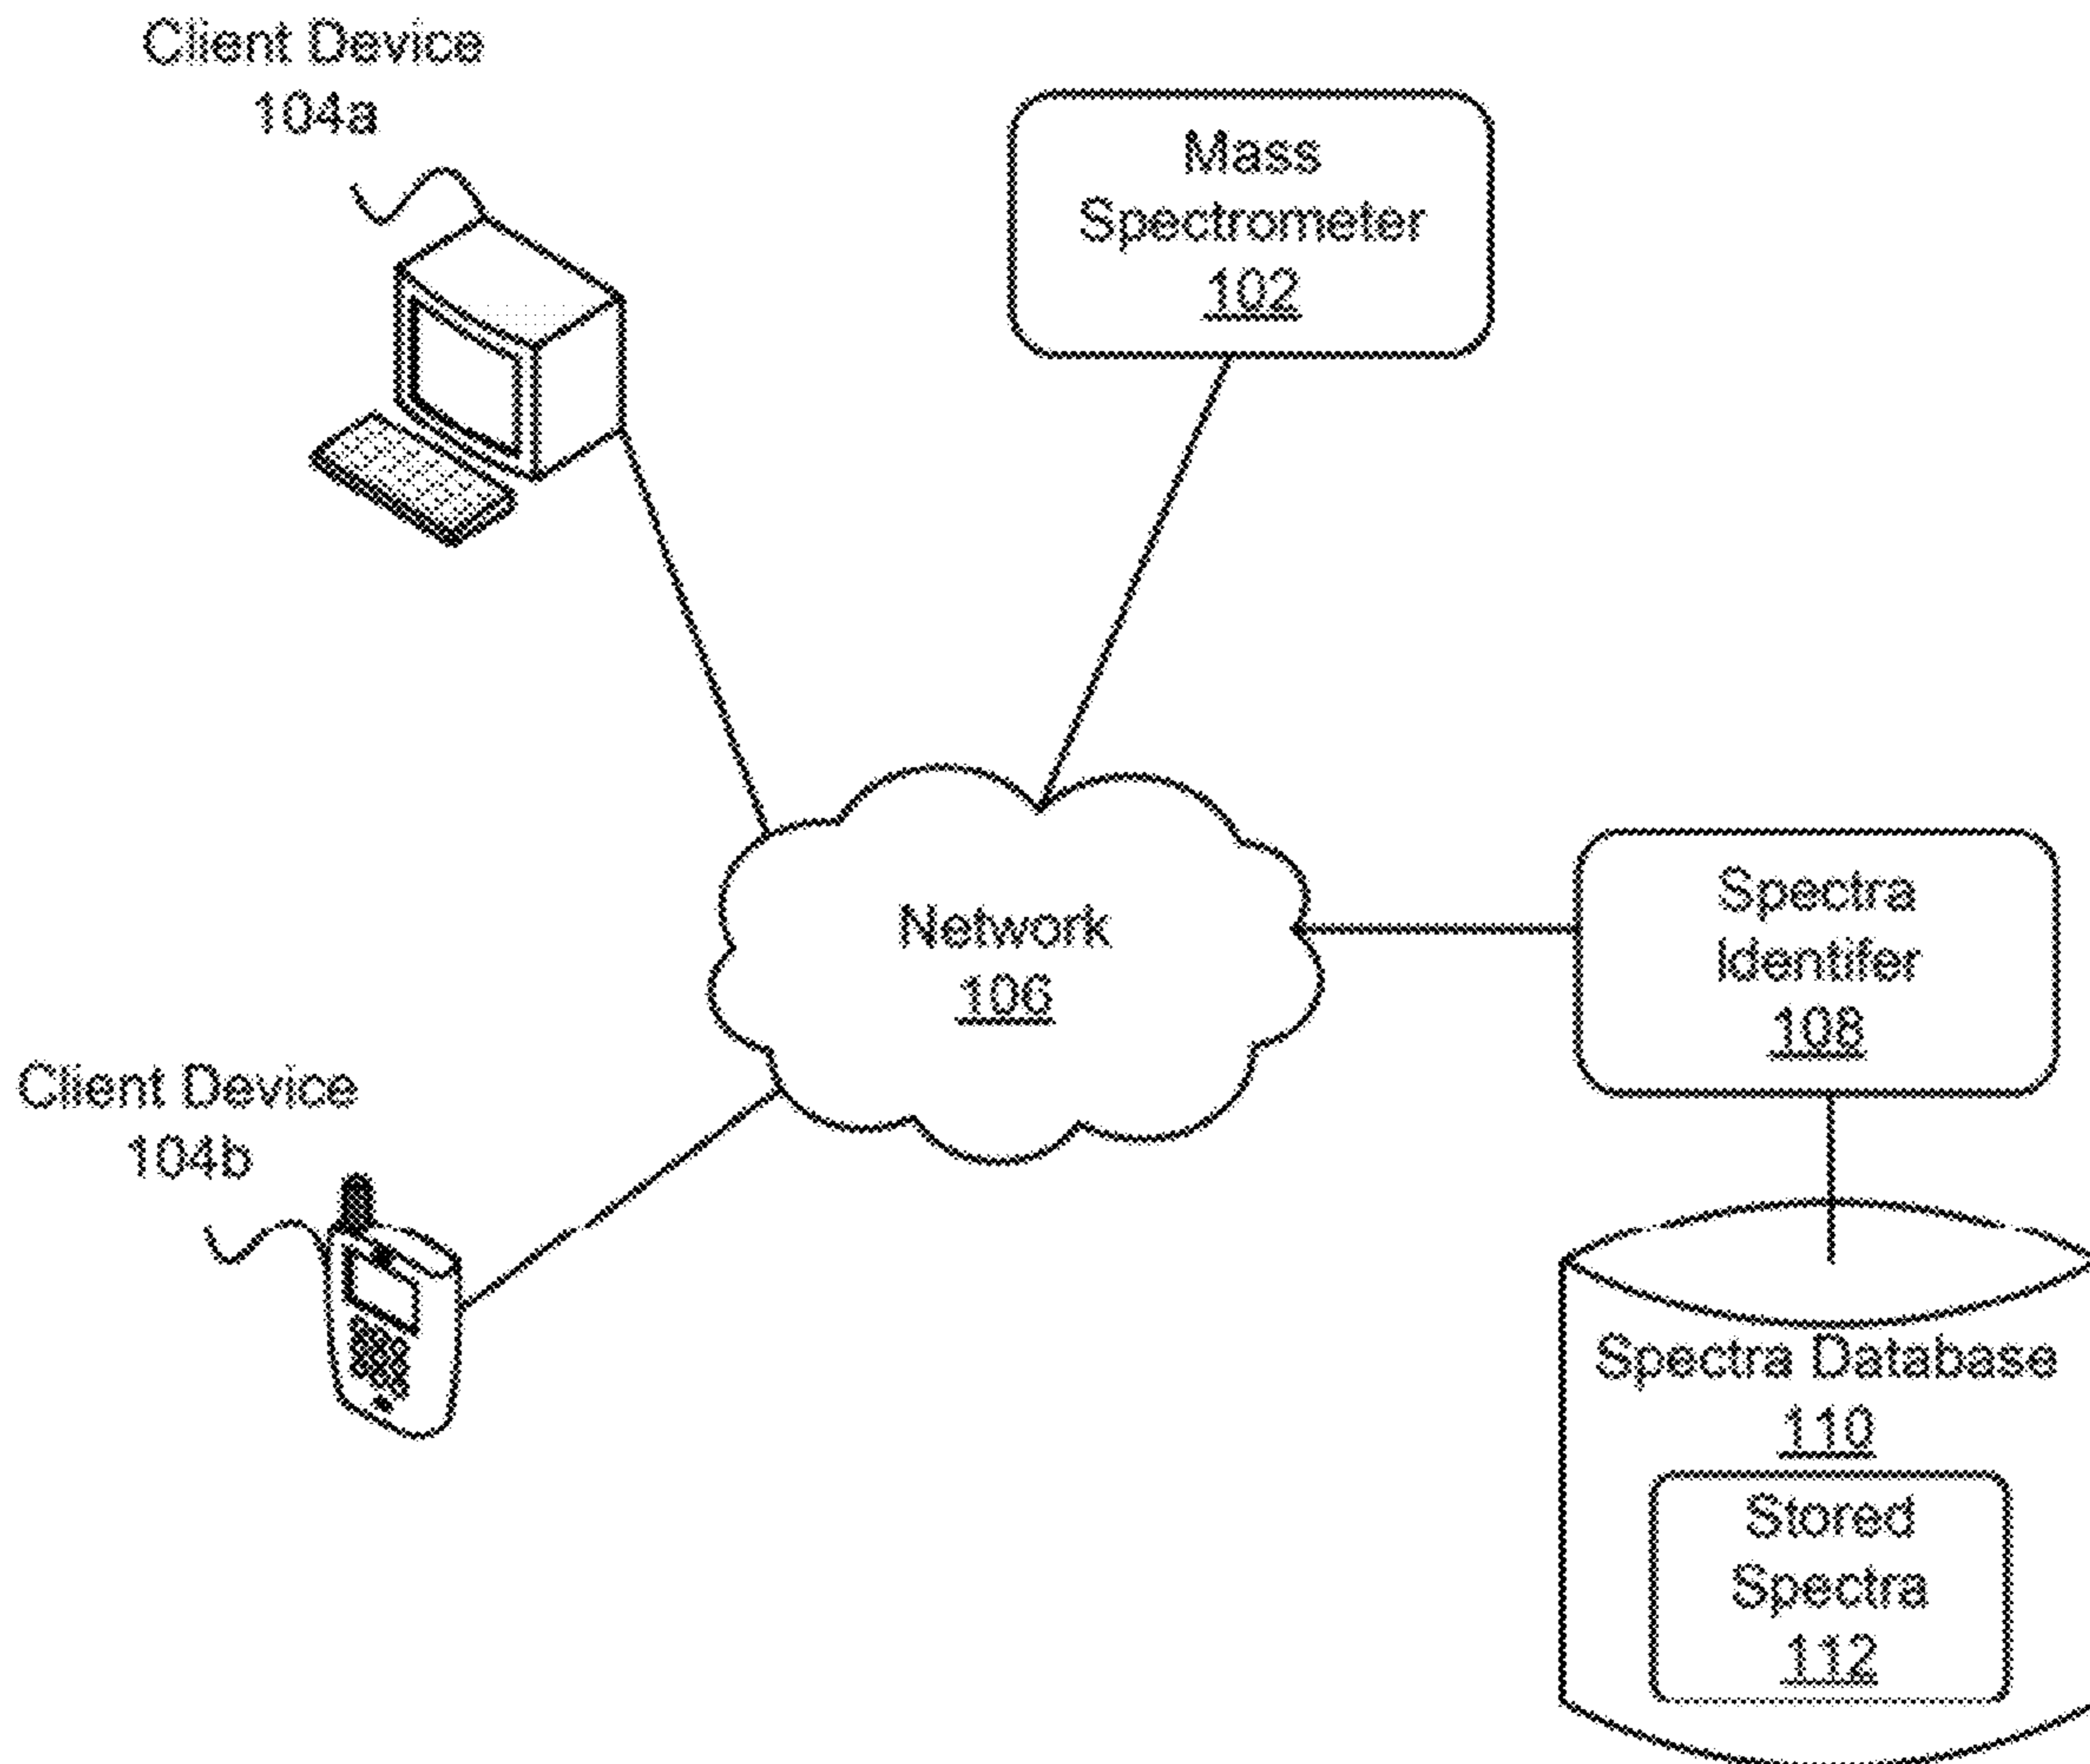 Client Device
104a
Mass
Spectrometer
102
Network
106
Spectra
Identifer
108
Client Device
104b
Spectra Database
110
Stored
Spectra
112